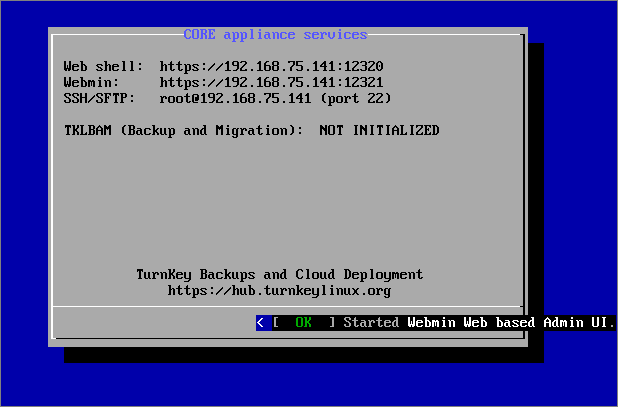 CORE appliance services
Web shell:  https://192.168.75.141:12320
Webmin:     https://192.168.75.141:12321
SSH/SFTP:   root@192.168.75.141 (port 22)
TKLBAM (Backup and Migration):  NOT INITIALIZED
TurnKey Backups and Cloud Deployment
https://hub.turnkeylinux.org
< [  OK  ] Started Webmin Web based Admin UI.